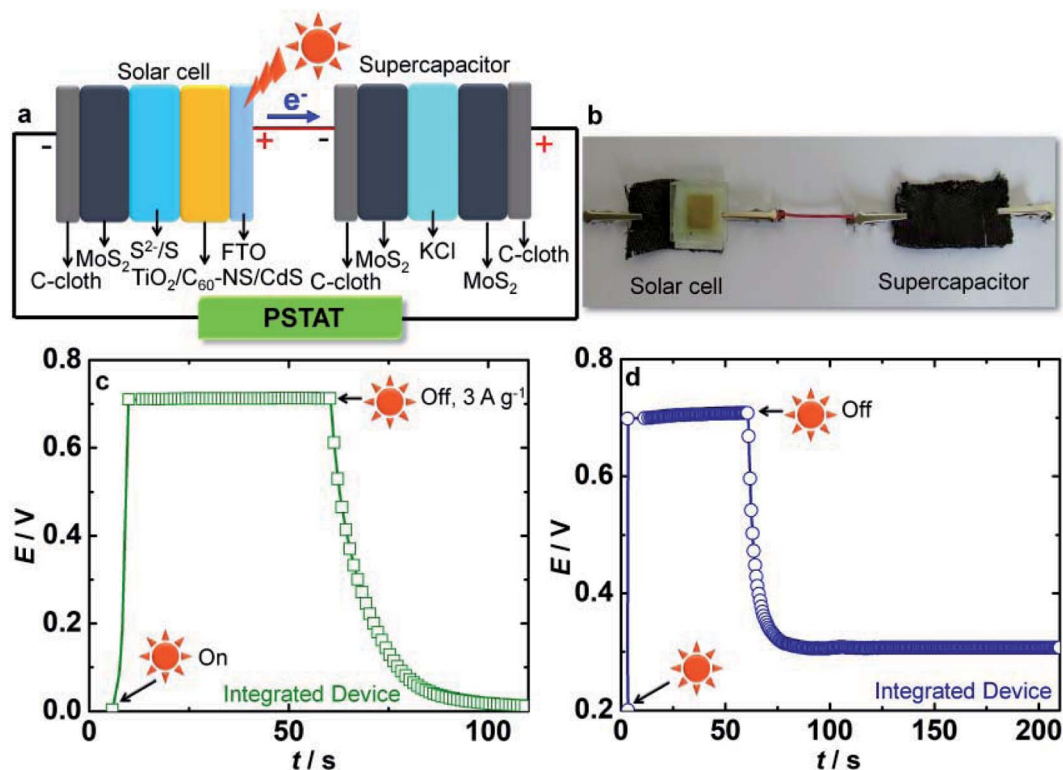 Solar cell
Supercapacitor
a
b
e-
-
+
-
+
C-cloth
MoS2
S2-/S
TiO2/C60-NS/CdS
FTO
C-cloth
MoS2
KCl
MoS2
C-cloth
PSTAT
Solar cell
Supercapacitor
c
0.8
0.6
0.4
0.2
0.0
E / V
Off, 3 A g-1
On
Integrated Device
0
50
100
t / s
d
0.8
0.6
0.4
0.2
E / V
Off
Integrated Device
0
50
100
150
200
t / s